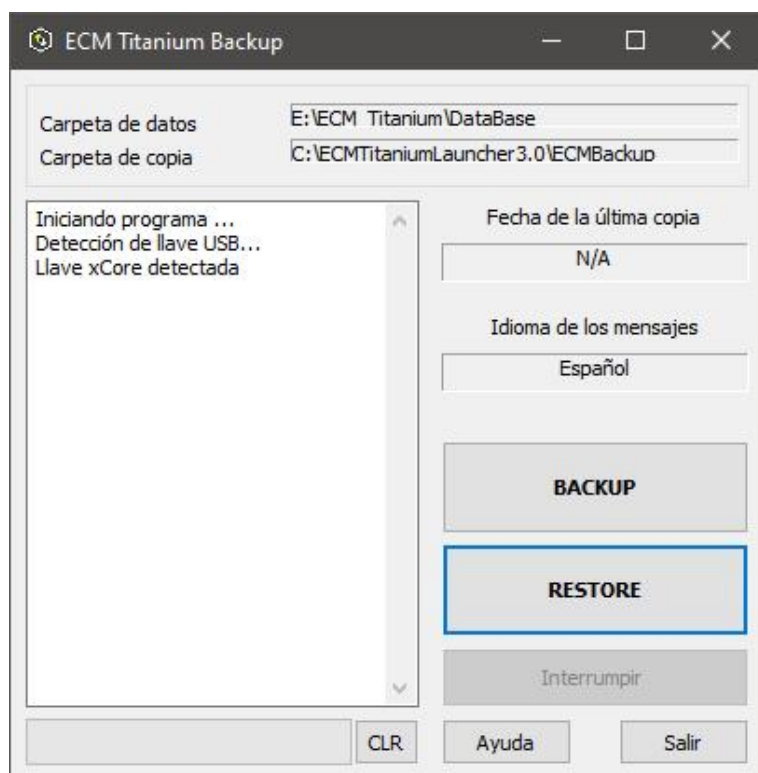 ECM Titanium Backup
Carpeta de datos E:\ECM Titanium\DataBase
Carpeta de copia C:\ECMTitaniumLauncher3.0\ECMBackup
Iniciando programa ...
Detección de llave USB...
Llave xCore detectada
Fecha de la última copia
N/A
Idioma de los mensajes
Español
BACKUP
RESTORE
Interrumpir
CLR
Ayuda
Salir